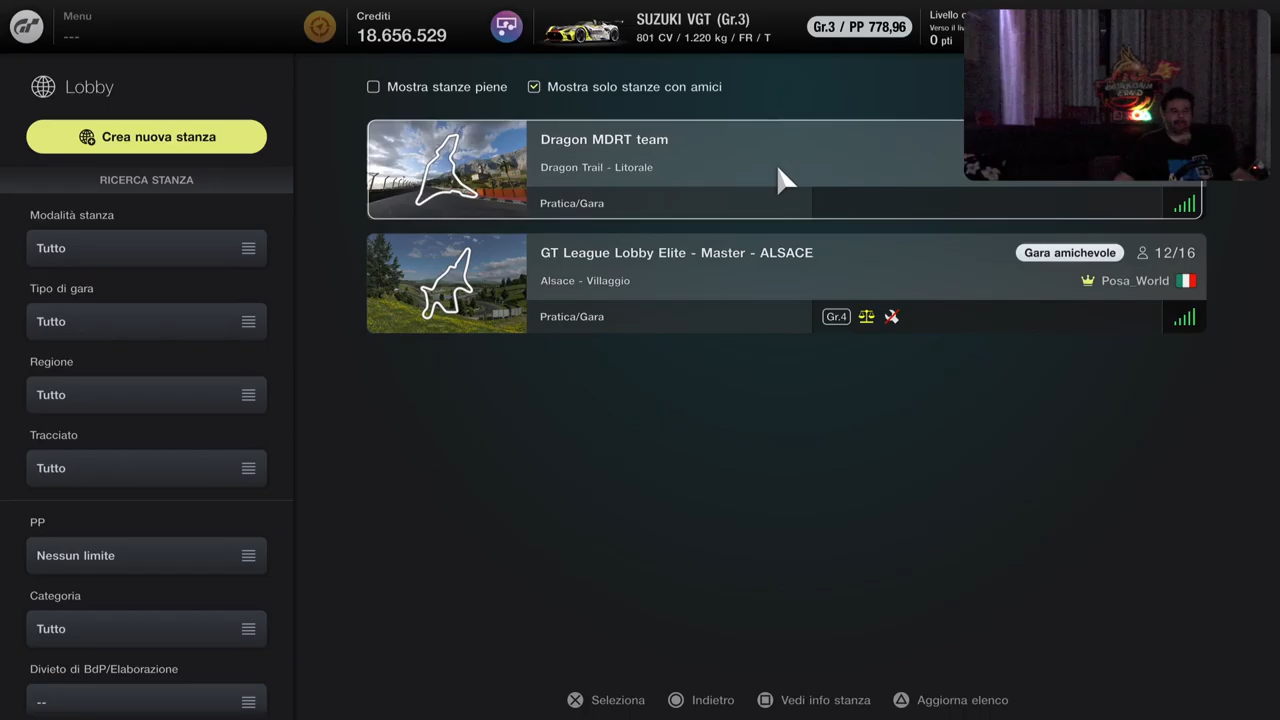 Menu
---
Crediti
18.656.529
SUZUKI VGT (Gr.3)
801 CV / 1.220 kg / FR / T
Gr.3 / PP 778,96
Livello
Verso il
0 pti
Lobby
Crea nuova stanza
RICERCA STANZA
Modalità stanza
Tutto
Tipo di gara
Tutto
Regione
Tutto
Tracciato
Tutto
PP
Nessun limite
Categoria
Tutto
Divieto di BdP/Elaborazione
--
Mostra stanze piene
Mostra solo stanze con amici
Dragon MDRT team
Dragon Trail - Litorale
Pratica/Gara
GT League Lobby Elite - Master - ALSACE
Gara amichevole
12/16
Alsace - Villaggio
Posa_World
Pratica/Gara
Gr.4
Seleziona
Indietro
Vedi info stanza
Aggiorna elenco